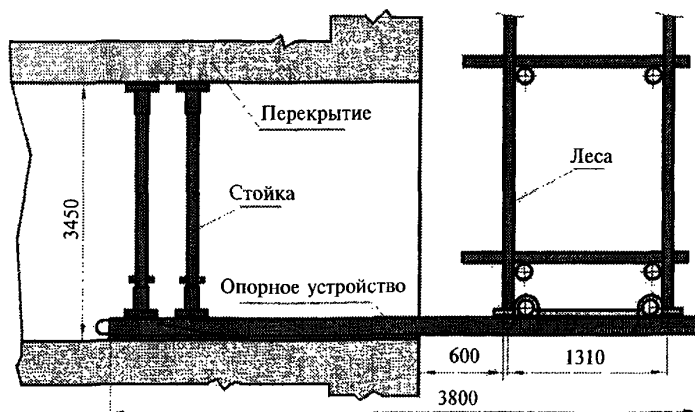 Перекрытие
Леса
Стойка
3450
Опорное устройство
600
1310
3800